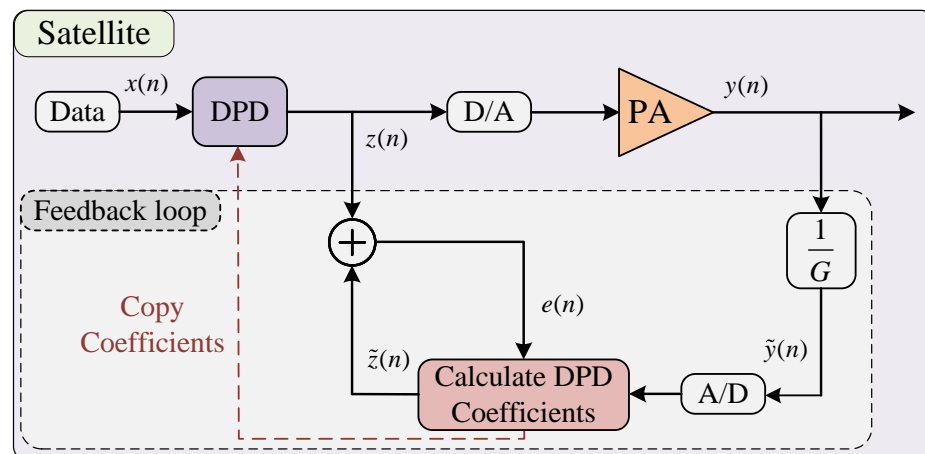 Satellite
x(n)
Data
DPD
z(n)
D/A
PA
y(n)
Feedback loop
+
1
G
Copy
Coefficients
e(n)
z̃(n)
ỹ(n)
Calculate DPD
Coefficients
A/D